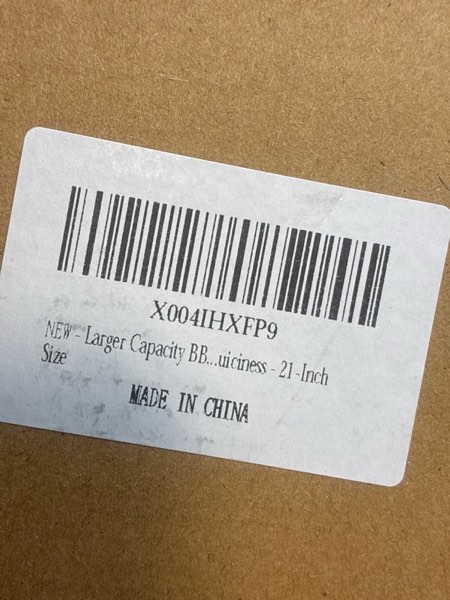 X004IHXFP9
NEW - Larger Capacity BB...uiciness - 21-Inch
Size
MADE IN CHINA